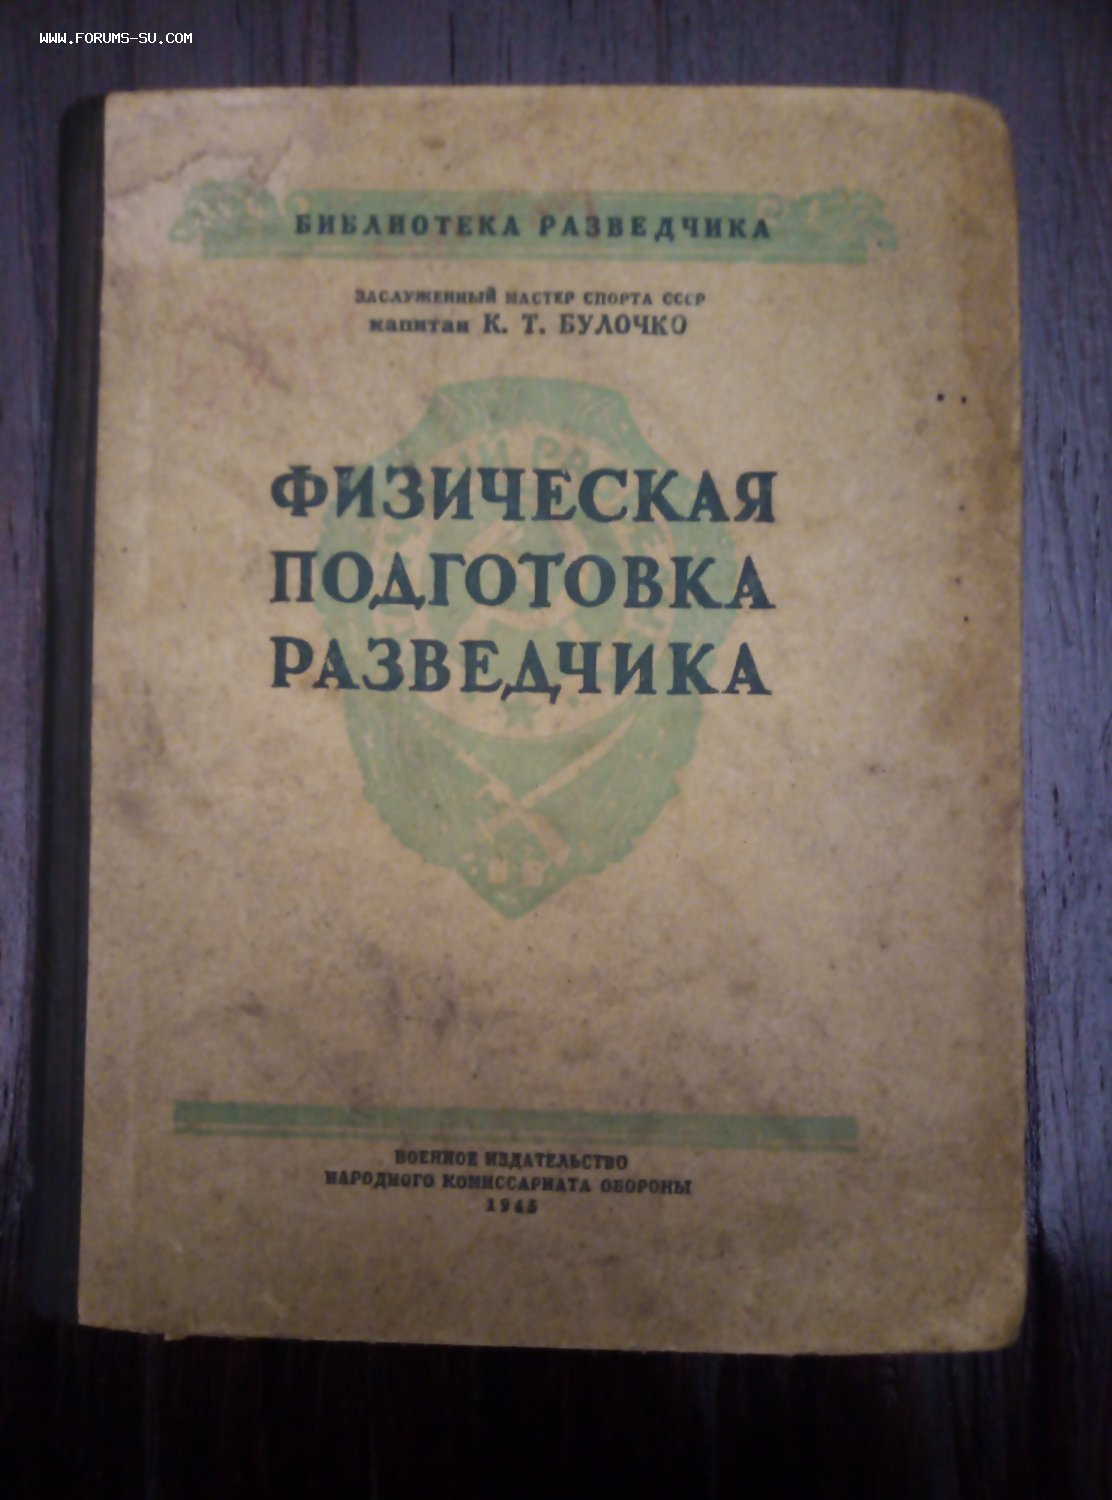 WWW.FORUMS-SU.COM
БИБЛИОТЕКА РАЗВЕДЧИКА
ЗАСЛУЖЕННЫЙ МАСТЕР СПОРТА СССР
капитан К. Т. БУЛОЧКО
ФИЗИЧЕСКАЯ
ПОДГОТОВКА
РАЗВЕДЧИКА
ВОЕННОЕ ИЗДАТЕЛЬСТВО
НАРОДНОГО КОМИССАРИАТА ОБОРОНЫ
1945